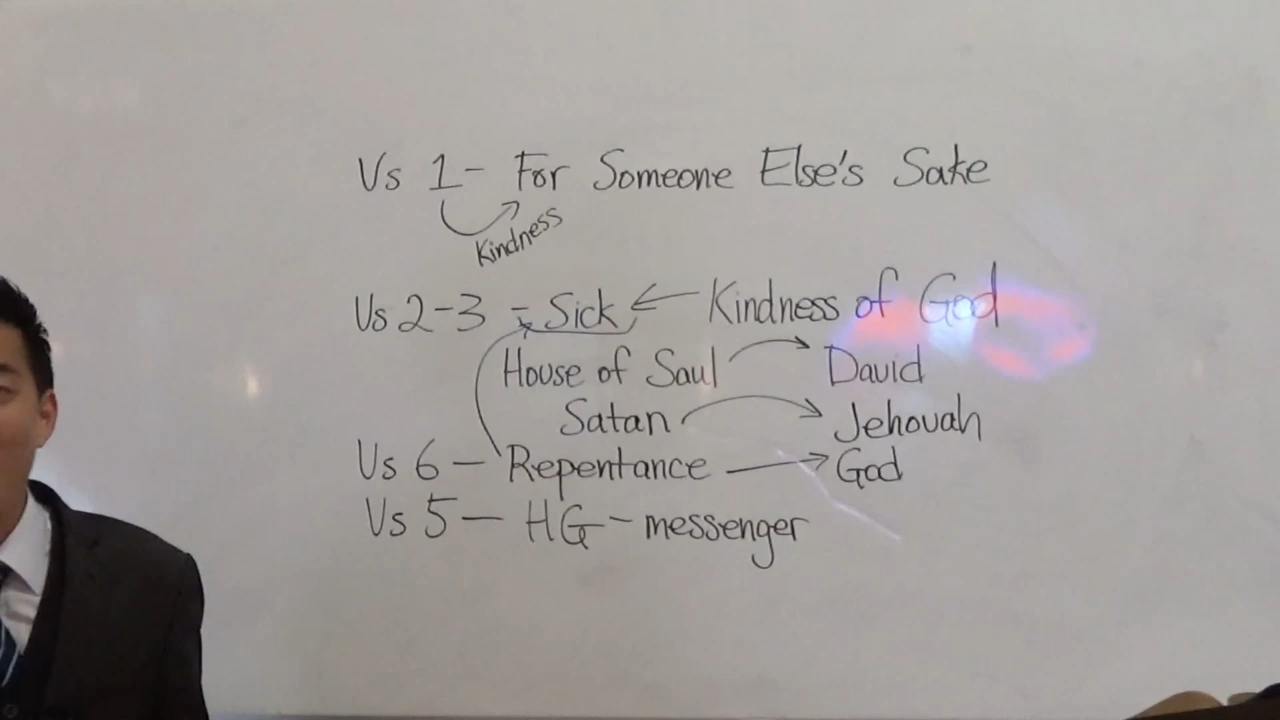 Vs 1- For Someone Else's Sake
Kindness
Vs 2-3 - Sick ← Kindness of God
House of Saul → David
Satan → Jehovah
Vs 6 - Repentance → God
Vs 5 - HG - messenger